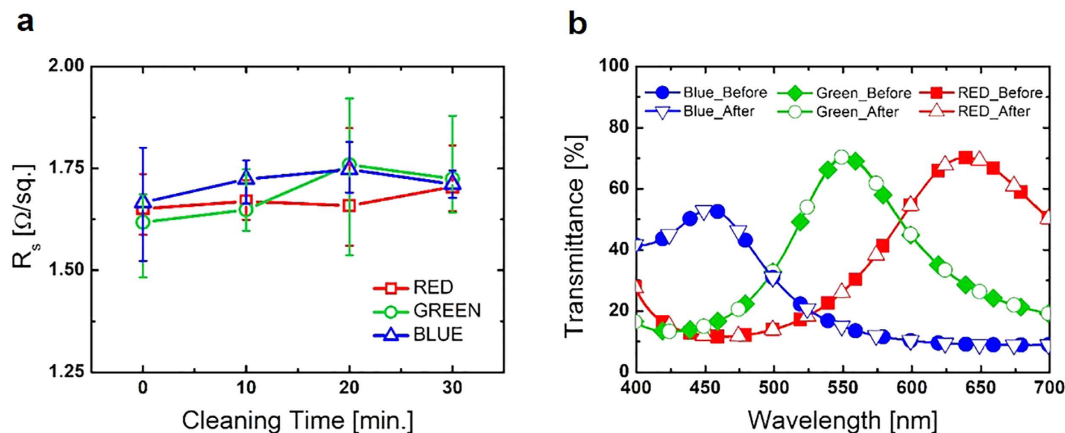 a
2.00
1.75
1.50
1.25
Rs [Ω/sq.]
RED
GREEN
BLUE
0 10 20 30
Cleaning Time [min.]
b
100
80
60
40
20
0
Transmittance [%]
Blue_Before Green_Before RED_Before
Blue_After Green_After RED_After
400 450 500 550 600 650 700
Wavelength [nm]